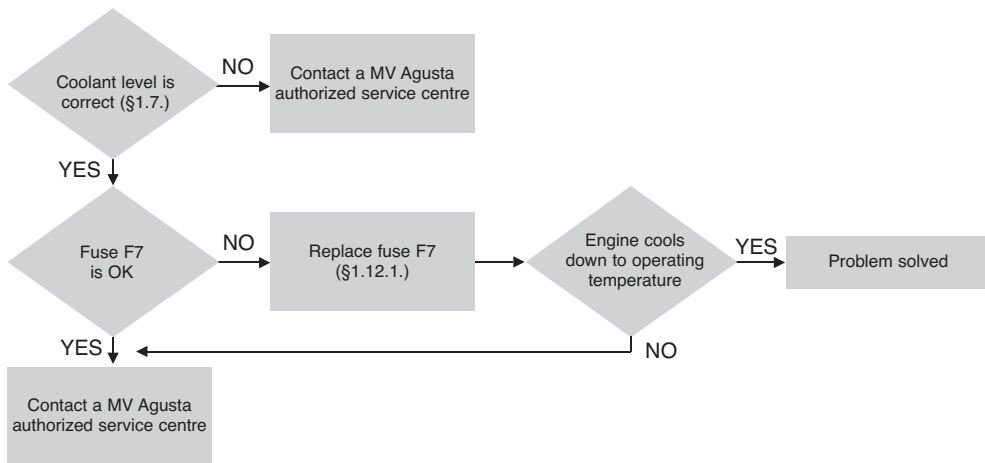 Coolant level is
correct (§1.7.)
NO
Contact a MV Agusta
authorized service centre
YES
Fuse F7
is OK
NO
Replace fuse F7
(§1.12.1.)
Engine cools
down to operating
temperature
YES
Problem solved
YES
NO
Contact a MV Agusta
authorized service centre